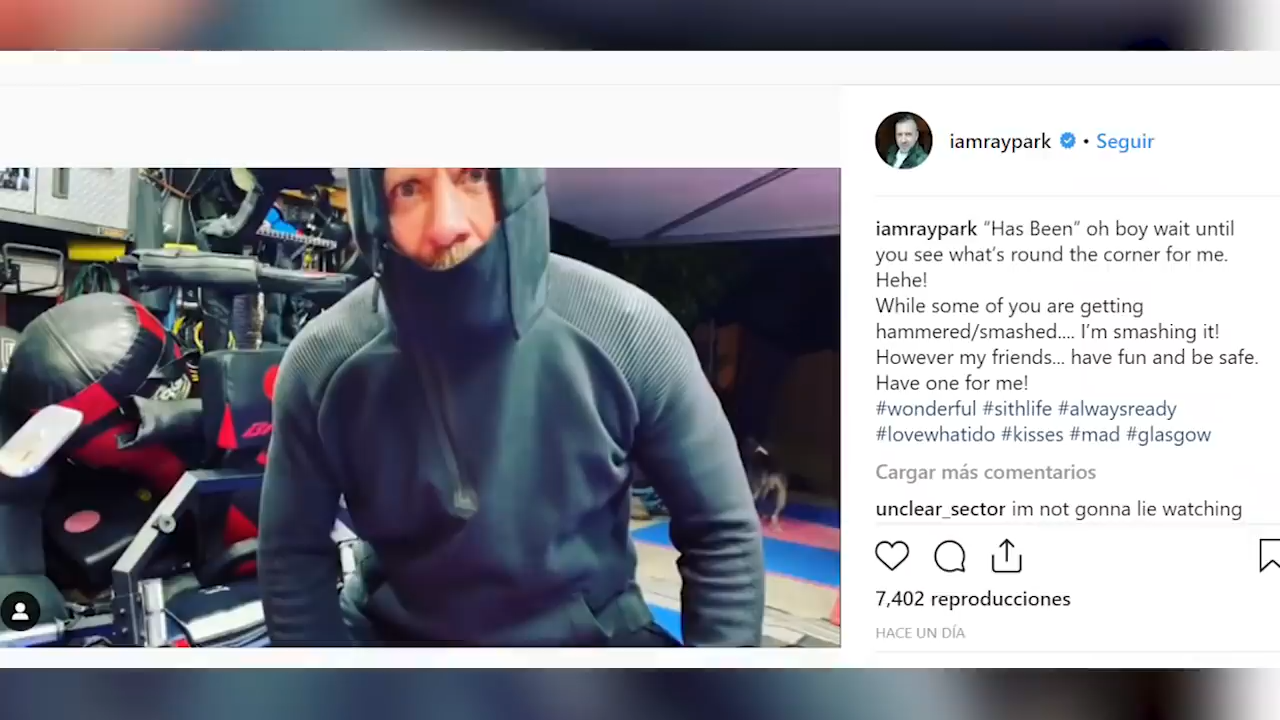 iamraypark • Seguir
iamraypark “Has Been” oh boy wait until
you see what’s round the corner for me.
Hehe!
While some of you are getting
hammered/smashed.... I’m smashing it!
However my friends... have fun and be safe.
Have one for me!
#wonderful #sithlife #alwaysready
#lovewhatido #kisses #mad #glasgow
Cargar más comentarios
unclear_sector im not gonna lie watching
7,402 reproducciones
HACE UN DÍA